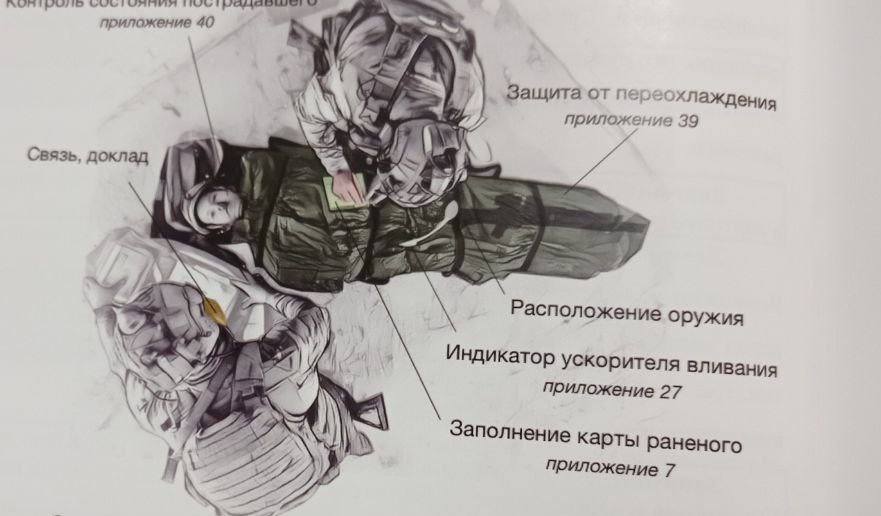 Контроль состояния пострадавшего
приложение 40
Защита от переохлаждения
приложение 39
Связь, доклад
Расположение оружия
Индикатор ускорителя вливания
приложение 27
Заполнение карты раненого
приложение 7